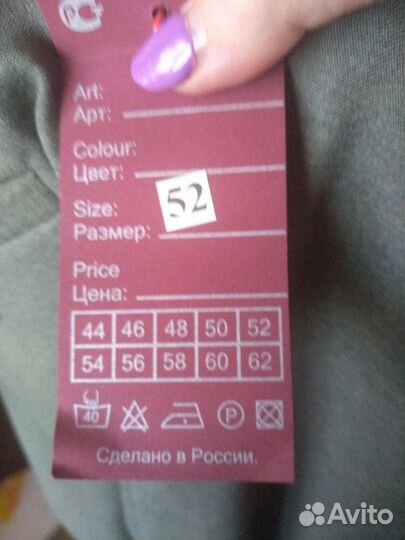 Art:
Арт:
Colour:
Цвет:
Size: 52
Размер:
Price
Цена:
44 46 48 50 52
54 56 58 60 62
40 P
Сделано в России.
Avito